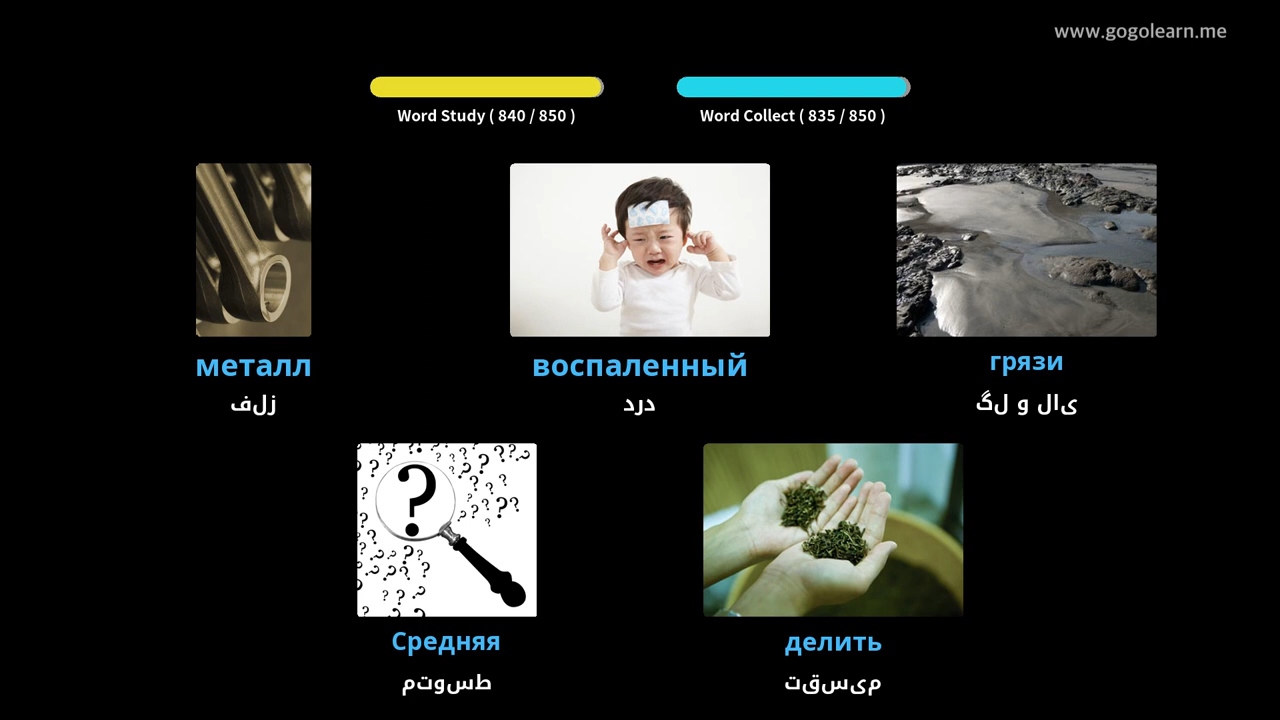 www.gogolearn.me
Word Study ( 840 / 850 )
Word Collect ( 835 / 850 )
металл
زلف
воспаленный
درد
грязи
یال و لگ
Средняя
طسوتم
делить
میسقت